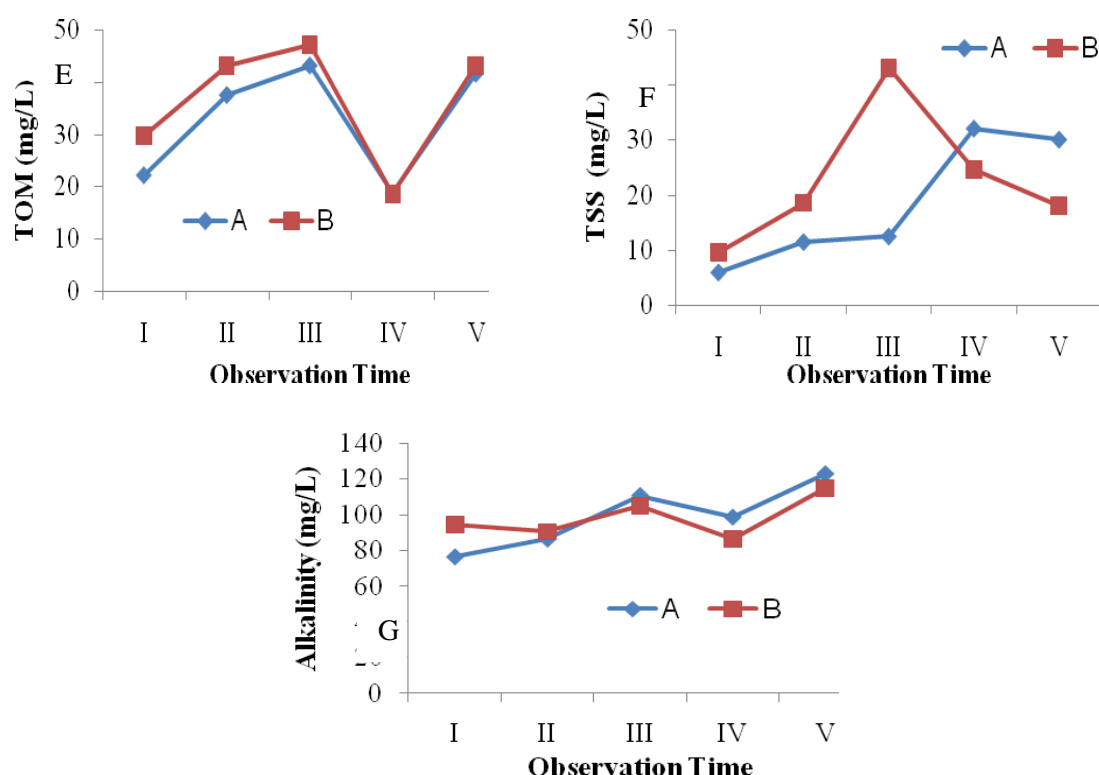 50
E
30
20
10
0
TOM (mg/L)
A B
I II III IV V
Observation Time
50
F
30
20
10
0
TSS (mg/L)
A B
I II III IV V
Observation Time
140
120
100
80
60
G
0
Alkalinity (mg/L)
A B
I II III IV V
Observation Time